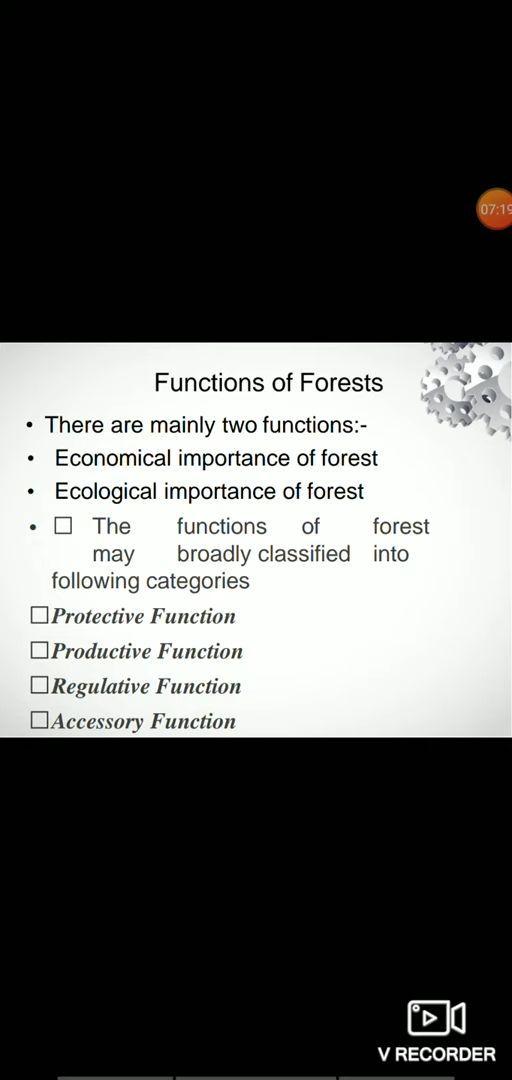 07:19
Functions of Forests
• There are mainly two functions:-
• Economical importance of forest
• Ecological importance of forest
• ☐ The functions of forest
may broadly classified into
following categories
☐Protective Function
☐Productive Function
☐Regulative Function
☐Accessory Function
V RECORDER